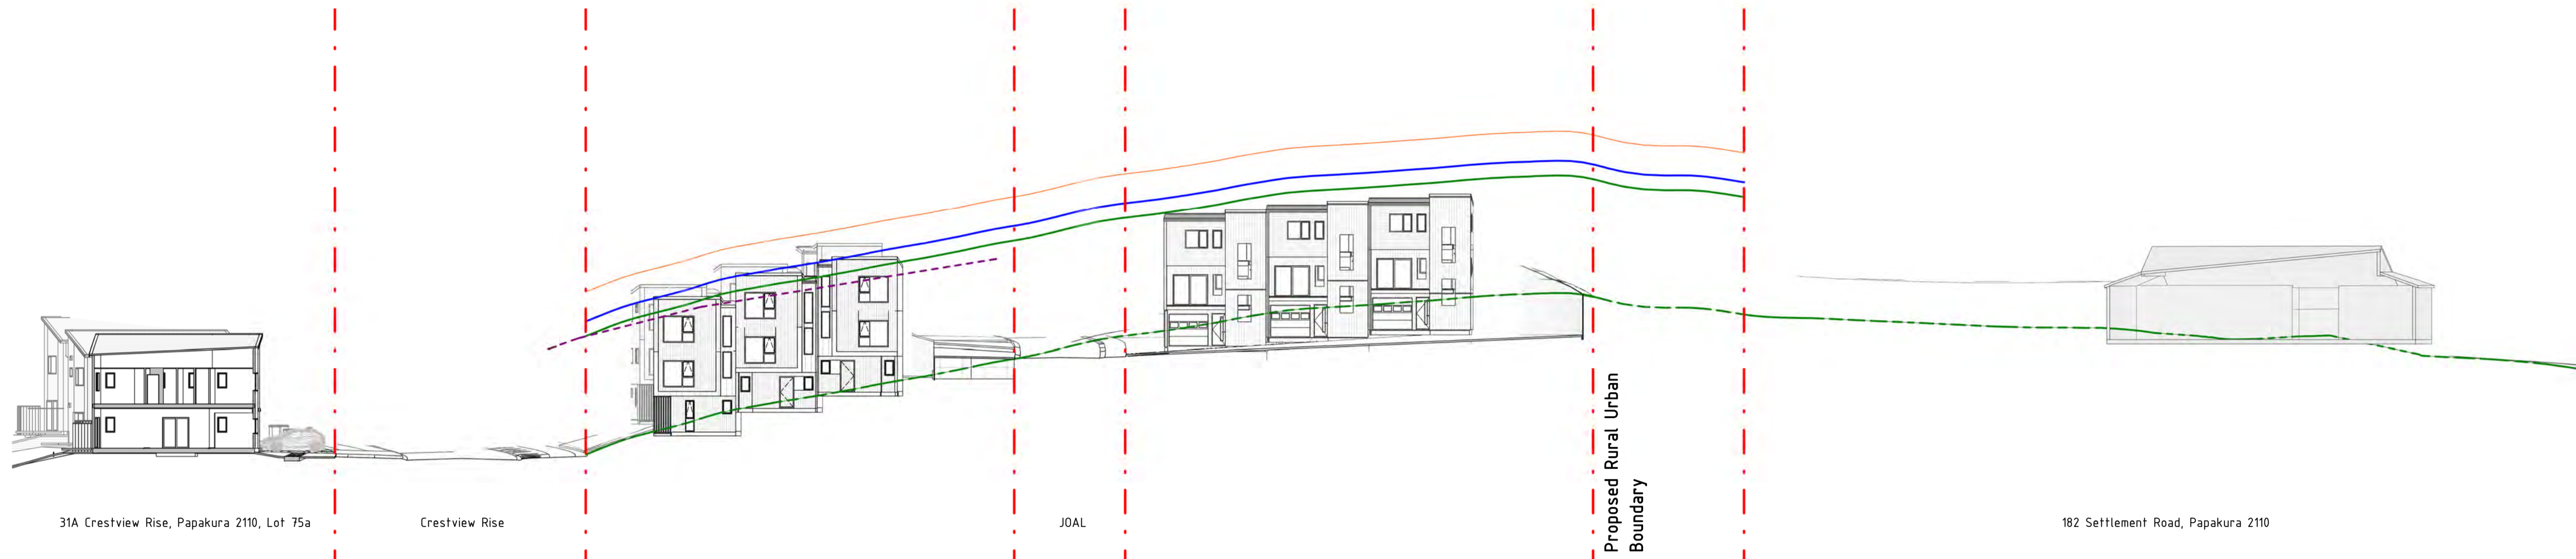 31A Crestview Rise, Papakura 2110, Lot 75a
Crestview Rise
JOAL
Proposed Rural Urban
Boundary
182 Settlement Road, Papakura 2110